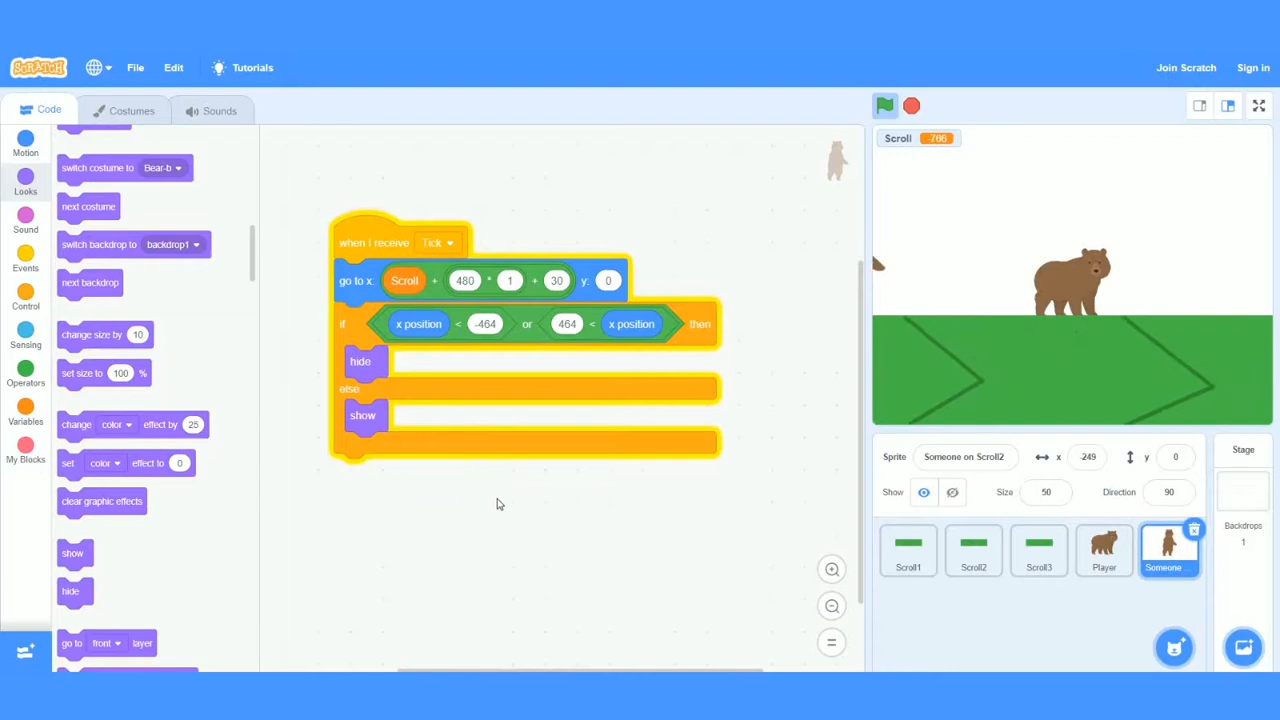 SCRATCH File Edit Tutorials Join Scratch Sign in
Code Costumes Sounds
Motion
Looks
Sound
Events
Control
Sensing
Operators
Variables
My Blocks
switch costume to Bear-b
next costume
switch backdrop to backdrop1
next backdrop
change size by 10
set size to 100 %
change color effect by 25
set color effect to 0
clear graphic effects
show
hide
go to front layer
when I receive Tick
go to x: Scroll + 480 * 1 + 30 y: 0
if x position < -464 or 464 < x position then
hide
else
show
Scroll -766
Sprite Someone on Scroll2 x -249 y 0
Show Size 50 Direction 90
Scroll1 Scroll2 Scroll3 Player Someone ...
Stage
Backdrops
1